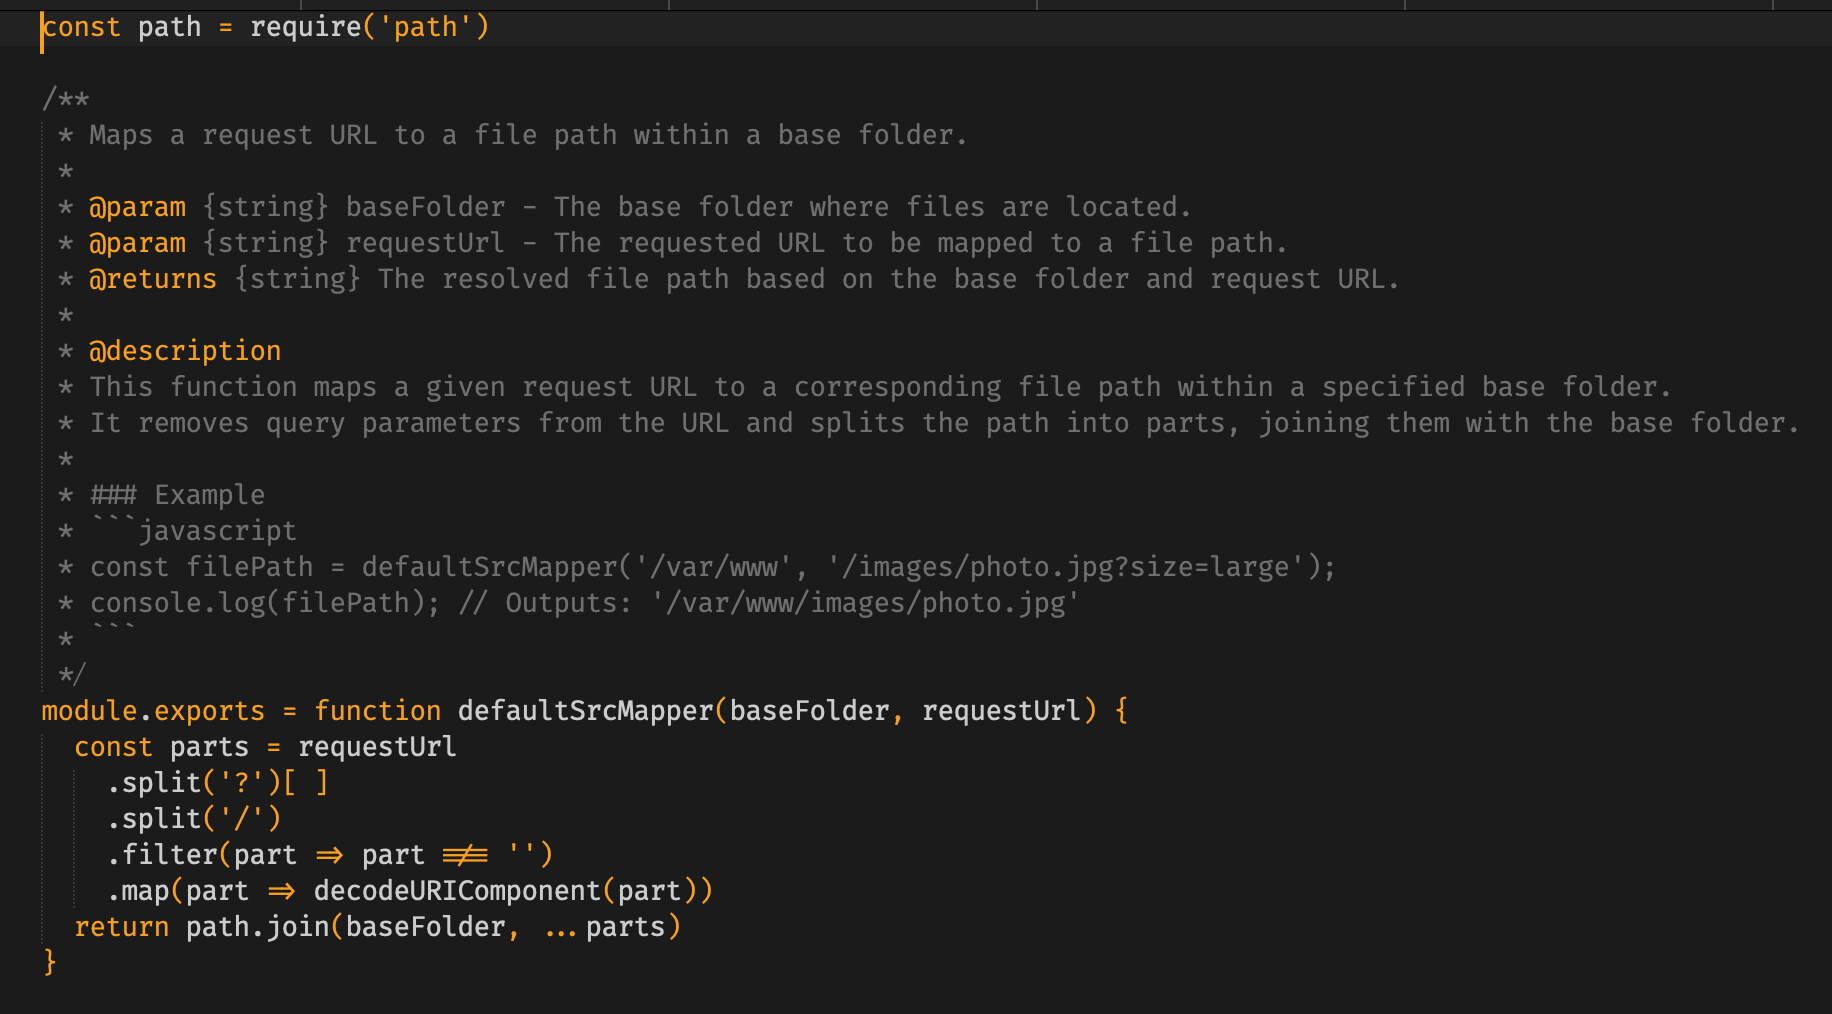 const path = require('path')

/**
 * Maps a request URL to a file path within a base folder.
 *
 * @param {string} baseFolder - The base folder where files are located.
 * @param {string} requestUrl - The requested URL to be mapped to a file path.
 * @returns {string} The resolved file path based on the base folder and request URL.
 *
 * @description
 * This function maps a given request URL to a corresponding file path within a specified base folder.
 * It removes query parameters from the URL and splits the path into parts, joining them with the base folder.
 *
 * ### Example
 * ```javascript
 * const filePath = defaultSrcMapper('/var/www', '/images/photo.jpg?size=large');
 * console.log(filePath); // Outputs: '/var/www/images/photo.jpg'
 * ```
 */
module.exports = function defaultSrcMapper(baseFolder, requestUrl) {
  const parts = requestUrl
    .split('?')[ ]
    .split('/')
    .filter(part => part !== '')
    .map(part => decodeURIComponent(part))
  return path.join(baseFolder, ...parts)
}